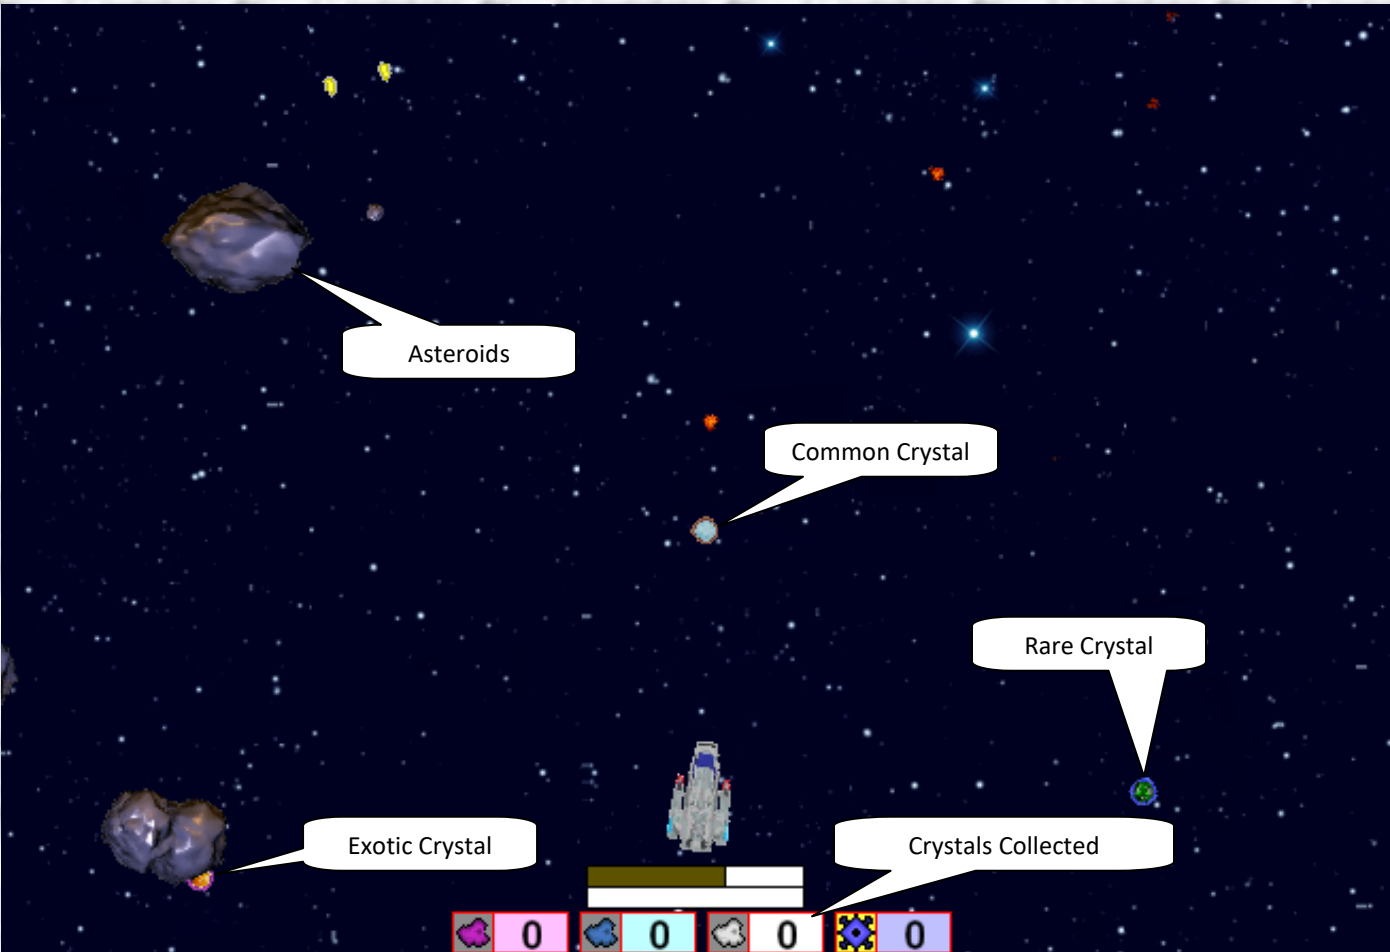 Asteroids
Common Crystal
Rare Crystal
Exotic Crystal
Crystals Collected
0 0 0 0